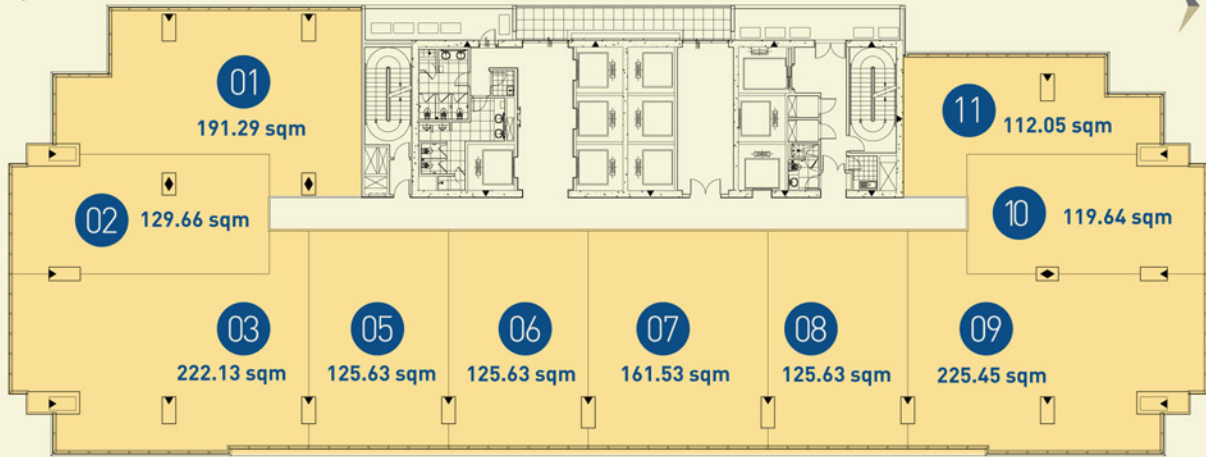 01
191.29 sqm
02
129.66 sqm
03
222.13 sqm
05
125.63 sqm
06
125.63 sqm
07
161.53 sqm
08
125.63 sqm
09
225.45 sqm
10
119.64 sqm
11
112.05 sqm